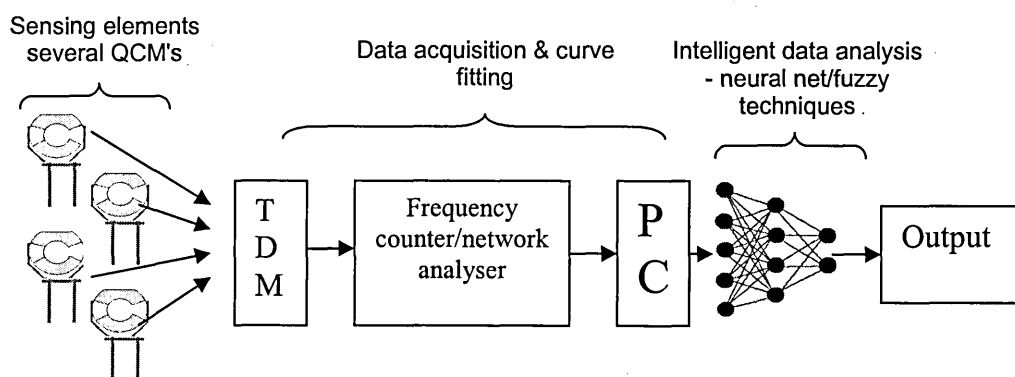 Sensing elements
several QCM's
Data acquisition & curve
fitting
Intelligent data analysis
- neural net/fuzzy
techniques .
T
D
M
Frequency
counter/network
analyser
P
C
Output